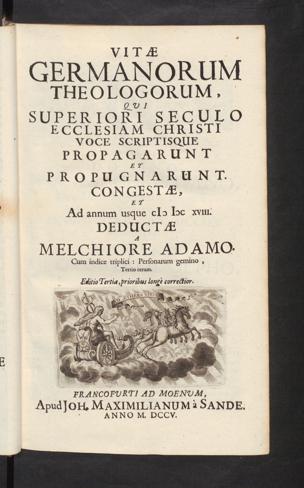 VITÆ
GERMANORUM
THEOLOGORUM,
QUI
SUPERIORI SECULO
ECCLESIAM CHRISTI
VOCE SCRIPTISQUE
PROPAGARUNT
ET
PROPUGNARUNT.
CONGESTÆ,
ET
Ad annum usque cIↄ Iↄc XVIII.
DEDUCTÆ
A
MELCHIORE ADAMO.
Cum indice triplici: Personarum gemino,
Tertio rerum.
Editio Tertia, prioribus longè correctior.
FRANCOFURTI AD MOENUM,
Apud JOH. MAXIMILIANUM à SANDE.
ANNO M. DCCV.